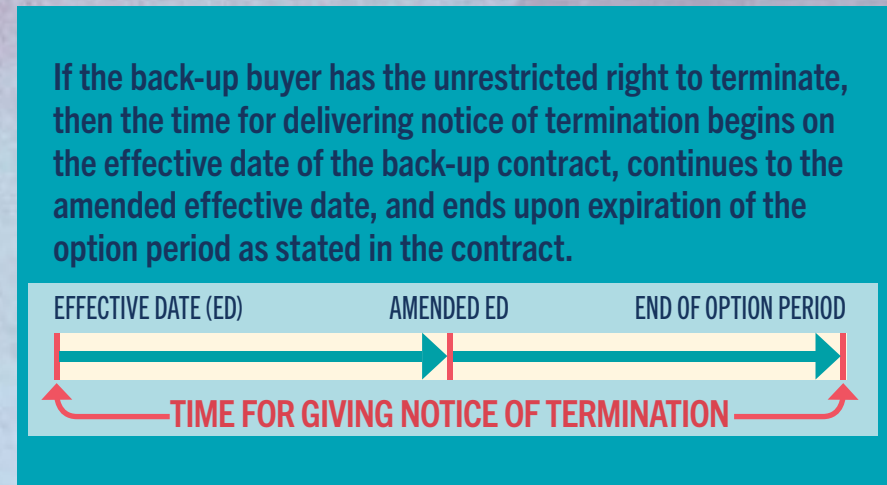 If the back-up buyer has the unrestricted right to terminate,
then the time for delivering notice of termination begins on
the effective date of the back-up contract, continues to the
amended effective date, and ends upon expiration of the
option period as stated in the contract.
EFFECTIVE DATE (ED) AMENDED ED END OF OPTION PERIOD
TIME FOR GIVING NOTICE OF TERMINATION